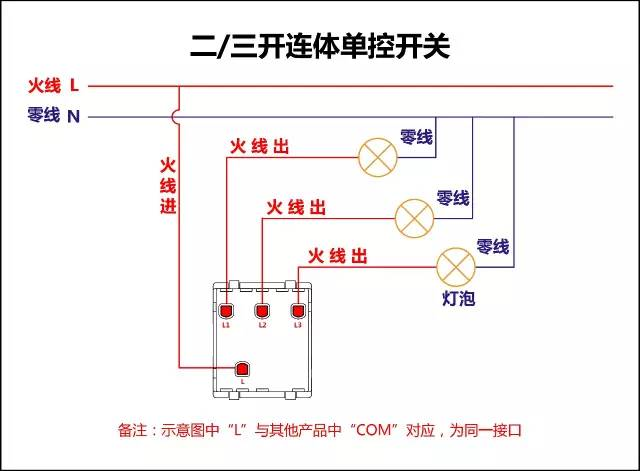 二/三开连体单控开关
火线 L
零线 N
零线
火线出
火线进
零线
火线出
零线
火线出
灯泡
L1 L2 L3
L
备注：示意图中“L”与其他产品中“COM”对应，为同一接口